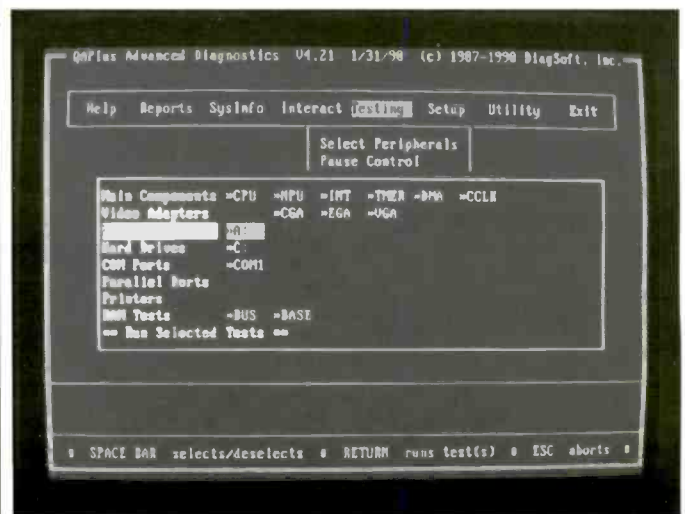 QAPlus Advanced Diagnostics V4.21 1/31/90 (c) 1987-1990 DiagSoft, Inc.
Help Reports SysInfo Interact Testing Setup Utility Exit
Select Peripherals
Pause Control
Main Components »CPU »NPU »INT »TMER »DMA »CCLK
Video Adapters »CGA »EGA »VGA
»A:
Hard Drives »C:
COM Ports »COM1
Parallel Ports
Printers
RAM Tests »BUS »BASE
== Run Selected Tests ==
SPACE BAR selects/deselects RETURN runs test(s) ESC aborts